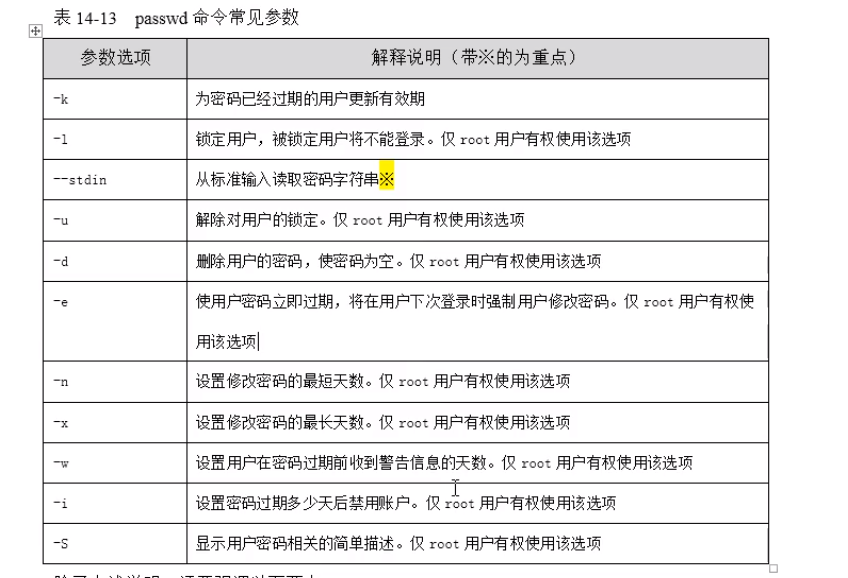 表 14-13 passwd 命令常见参数
参数选项 解释说明（带※的为重点）
-k 为密码已经过期的用户更新有效期
-l 锁定用户，被锁定用户将不能登录。仅 root 用户有权使用该选项
--stdin 从标准输入读取密码字符串※
-u 解除对用户的锁定。仅 root 用户有权使用该选项
-d 删除用户的密码，使密码为空。仅 root 用户有权使用该选项
-e 使用户密码立即过期，将在用户下次登录时强制用户修改密码。仅 root 用户有权使
用该选项
-n 设置修改密码的最短天数。仅 root 用户有权使用该选项
-x 设置修改密码的最长天数。仅 root 用户有权使用该选项
-w 设置用户在密码过期前收到警告信息的天数。仅 root 用户有权使用该选项
-i 设置密码过期多少天后禁用账户。仅 root 用户有权使用该选项
-S 显示用户密码相关的简单描述。仅 root 用户有权使用该选项